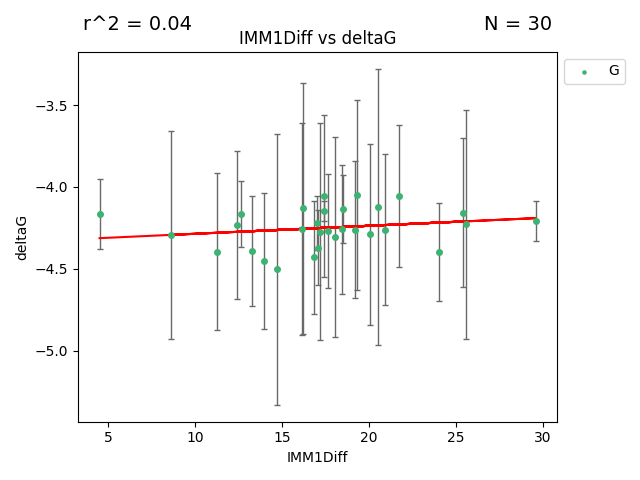 r^2 = 0.04
N = 30
IMM1Diff vs deltaG
G
−3.5
−4.0
−4.5
−5.0
deltaG
5 10 15 20 25 30
IMM1Diff